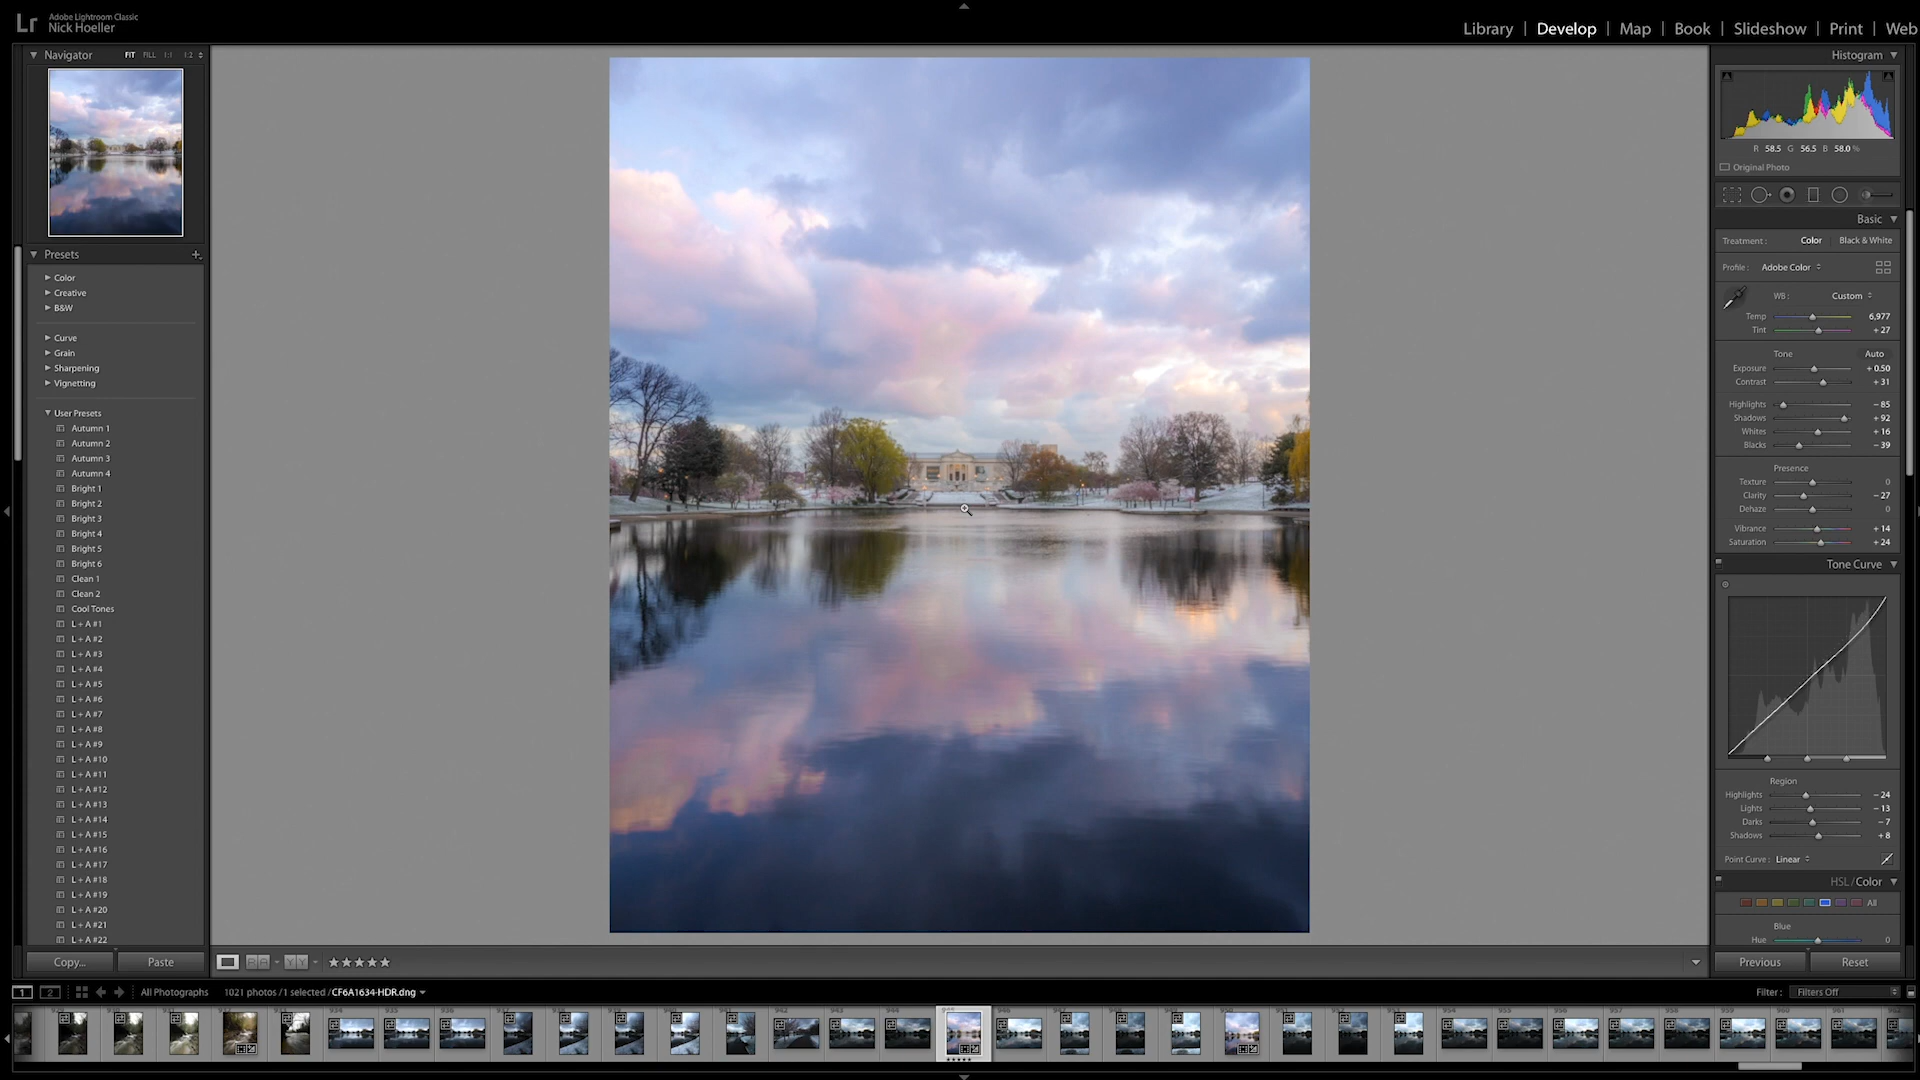 Lr Adobe Lightroom Classic
Nick Hoeller
Library | Develop | Map | Book | Slideshow | Print | Web
Navigator FIT FILL 1:1 1:2
Presets +
Color
Creative
B&W
Curve
Grain
Sharpening
Vignetting
User Presets
Autumn 1
Autumn 2
Autumn 3
Autumn 4
Bright 1
Bright 2
Bright 3
Bright 4
Bright 5
Bright 6
Clean 1
Clean 2
Cool Tones
L + A #1
L + A #2
L + A #3
L + A #4
L + A #5
L + A #6
L + A #7
L + A #8
L + A #9
L + A #10
L + A #11
L + A #12
L + A #13
L + A #14
L + A #15
L + A #16
L + A #17
L + A #18
L + A #19
L + A #20
L + A #21
L + A #22
Copy... Paste
Histogram
R 58.5 G 56.5 B 58.0 %
Original Photo
Basic
Treatment : Color Black & White
Profile : Adobe Color
WB : Custom
Temp 6,977
Tint + 27
Tone Auto
Exposure + 0.50
Contrast + 31
Highlights − 85
Shadows + 92
Whites + 16
Blacks − 39
Presence
Texture 0
Clarity − 27
Dehaze 0
Vibrance + 14
Saturation + 24
Tone Curve
Region
Highlights − 24
Lights − 13
Darks − 7
Shadows + 8
Point Curve : Linear
HSL / Color
All
Blue
Hue 0
Previous Reset
1 2 All Photographs 1021 photos / 1 selected / CF6A1634-HDR.dng
Filter : Filters Off